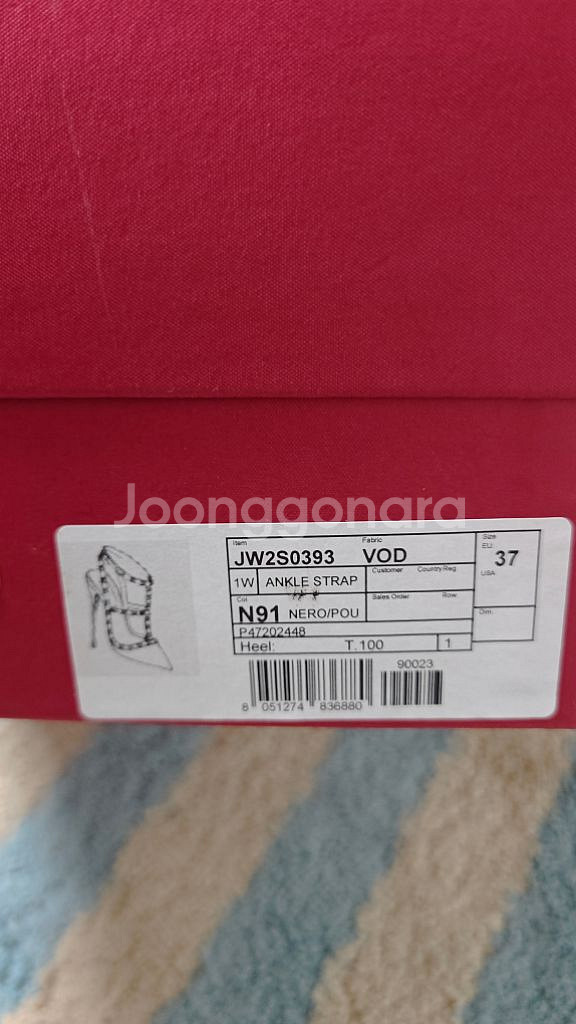 Joonggonara
Item
Fabric
Size
JW2S0393 VOD
EU
37
1W ANKLE STRAP
Customer Country Reg
USA
Col
Sales Order Row
N91 NERO/POU
Dim.
P47202448
Heel: T.100 1
90023
8 051274 836880